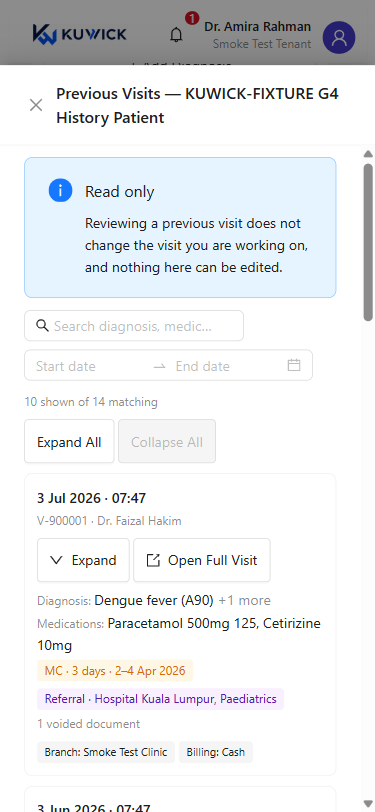 KUWICK
1
Dr. Amira Rahman
Smoke Test Tenant
Previous Visits — KUWICK-FIXTURE G4
History Patient
Read only
Reviewing a previous visit does not
change the visit you are working on,
and nothing here can be edited.
Search diagnosis, medic...
Start date → End date
10 shown of 14 matching
Expand All Collapse All
3 Jul 2026 · 07:47
V-900001 · Dr. Faizal Hakim
Expand Open Full Visit
Diagnosis: Dengue fever (A90) +1 more
Medications: Paracetamol 500mg 125, Cetirizine
10mg
MC · 3 days · 2–4 Apr 2026
Referral · Hospital Kuala Lumpur, Paediatrics
1 voided document
Branch: Smoke Test Clinic Billing: Cash
3 Jun 2026 · 07:47